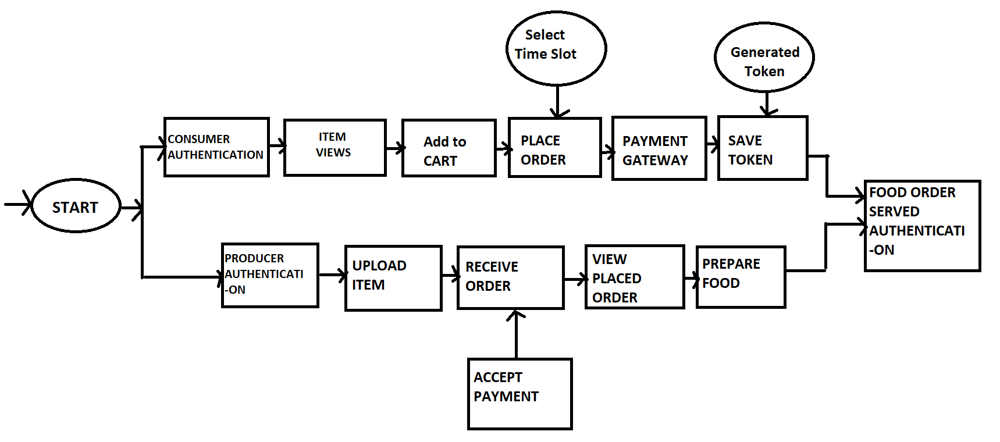 Select
Time Slot
Generated
Token
CONSUMER
AUTHENTICATION
ITEM
VIEWS
Add to
CART
PLACE
ORDER
PAYMENT
GATEWAY
SAVE
TOKEN
START
FOOD ORDER
SERVED
AUTHENTICATI
-ON
PRODUCER
AUTHENTICATI
-ON
UPLOAD
ITEM
RECEIVE
ORDER
VIEW
PLACED
ORDER
PREPARE
FOOD
ACCEPT
PAYMENT